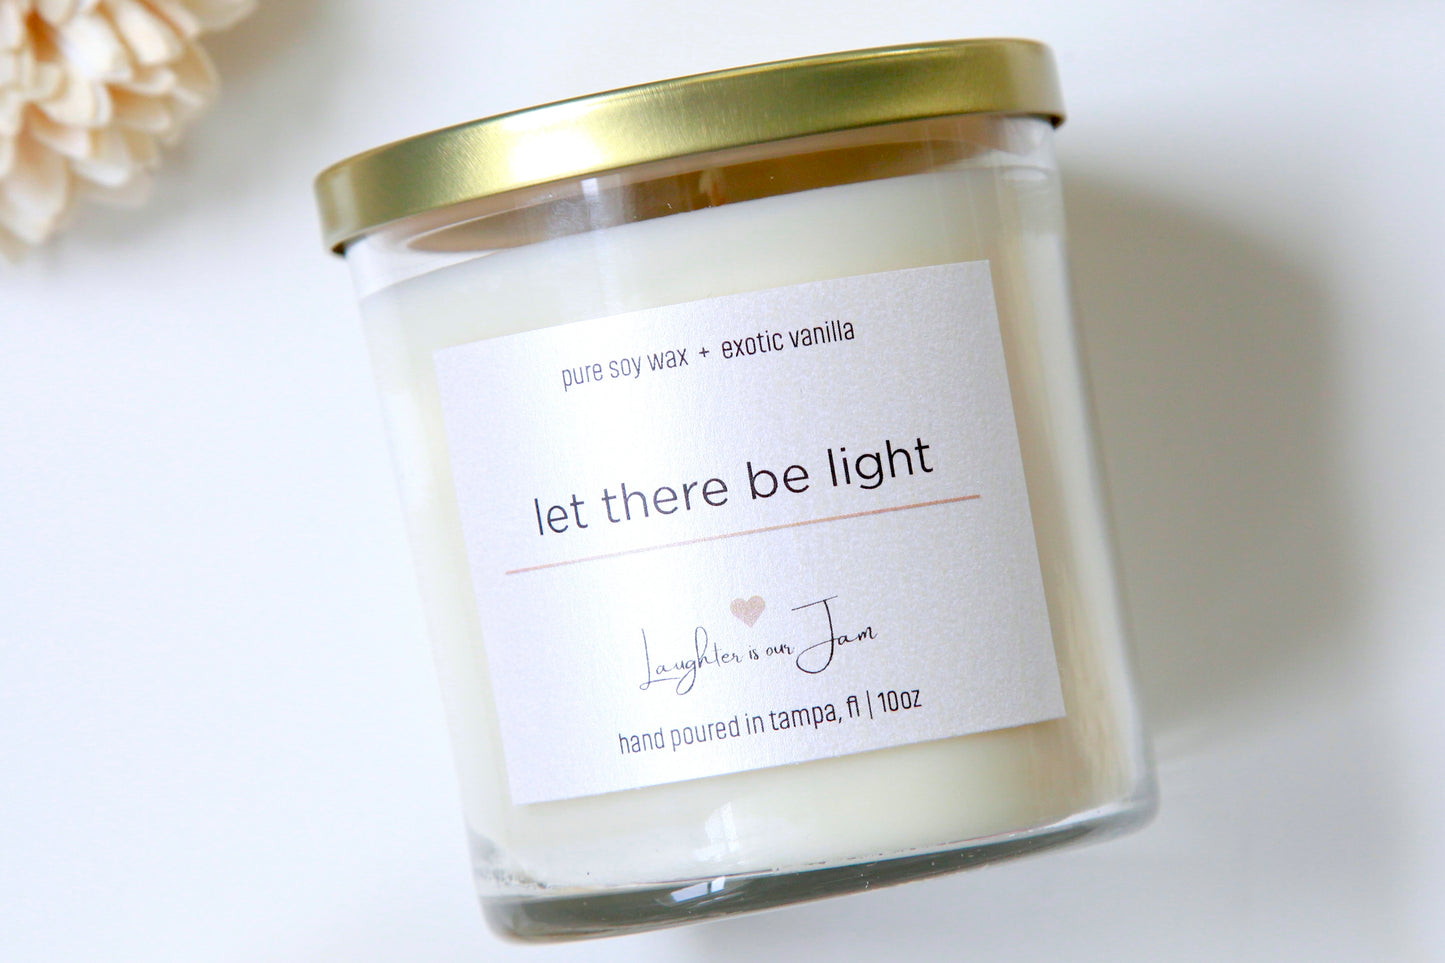 pure soy wax + exotic vanilla
let there be light
Laughter is our Jam
hand poured in tampa, fl | 10oz